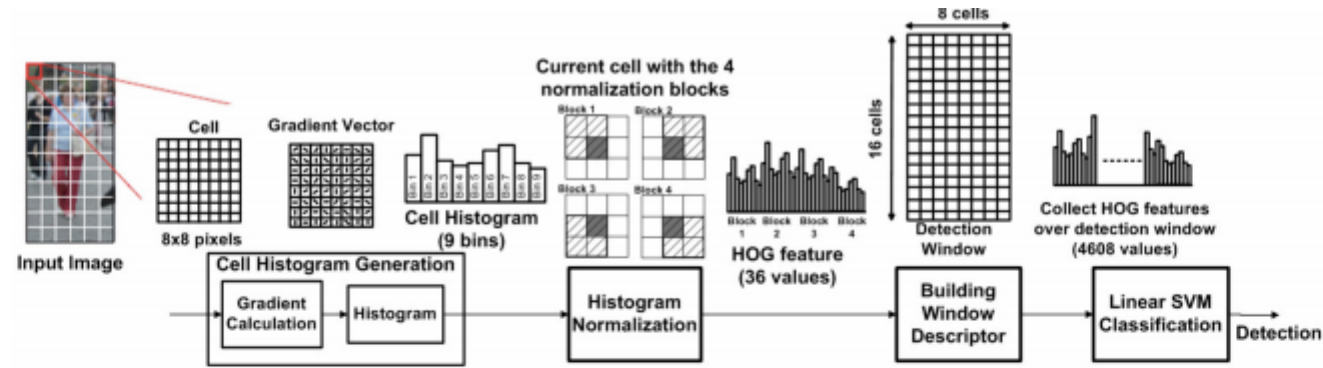 8 cells
Current cell with the 4
normalization blocks
Block 1
Block 2
Cell
Gradient Vector
16 cells
Bin 1
Bin 2
Bin 3
Bin 4
Bin 5
Bin 6
Bin 7
Bin 8
Bin 9
Block 3
Block 4
Cell Histogram
(9 bins)
8x8 pixels
Block Block Block Block
1 2 3 4
HOG feature
(36 values)
Detection
Window
Collect HOG features
over detection window
(4608 values)
Input Image
Cell Histogram Generation
Gradient
Calculation
Histogram
Histogram
Normalization
Building
Window
Descriptor
Linear SVM
Classification
Detection